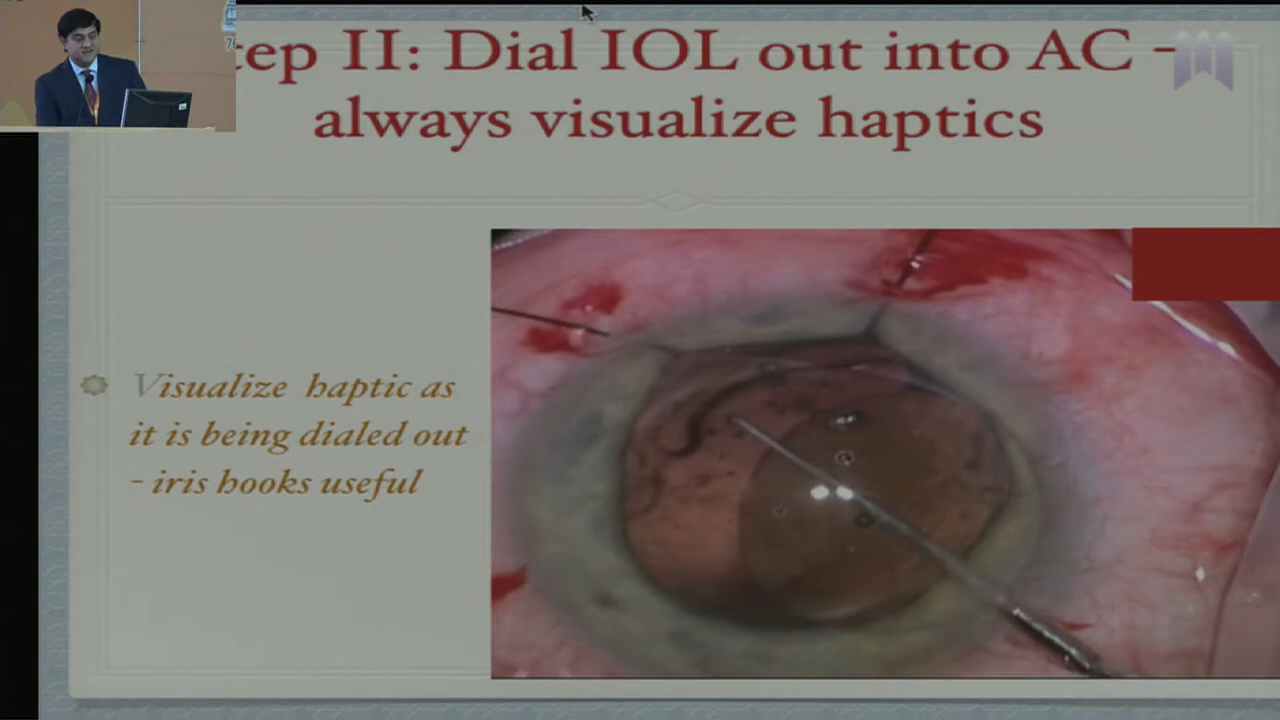 tep II: Dial IOL out into AC -
always visualize haptics
Visualize haptic as
it is being dialed out
- iris hooks useful